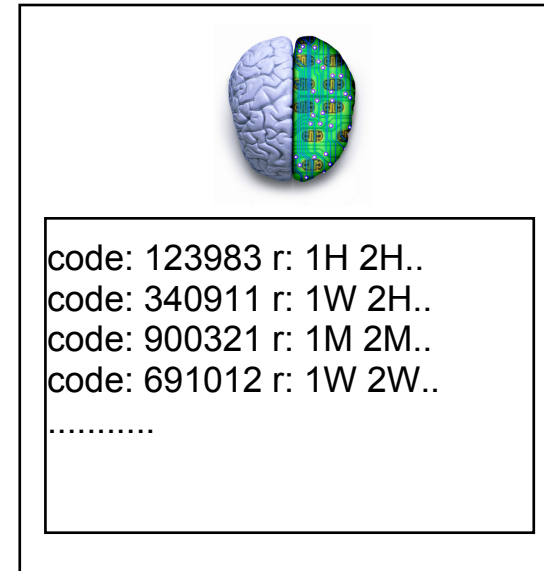 code: 123983 r: 1H 2H..
code: 340911 r: 1W 2H..
code: 900321 r: 1M 2M..
code: 691012 r: 1W 2W..
...........